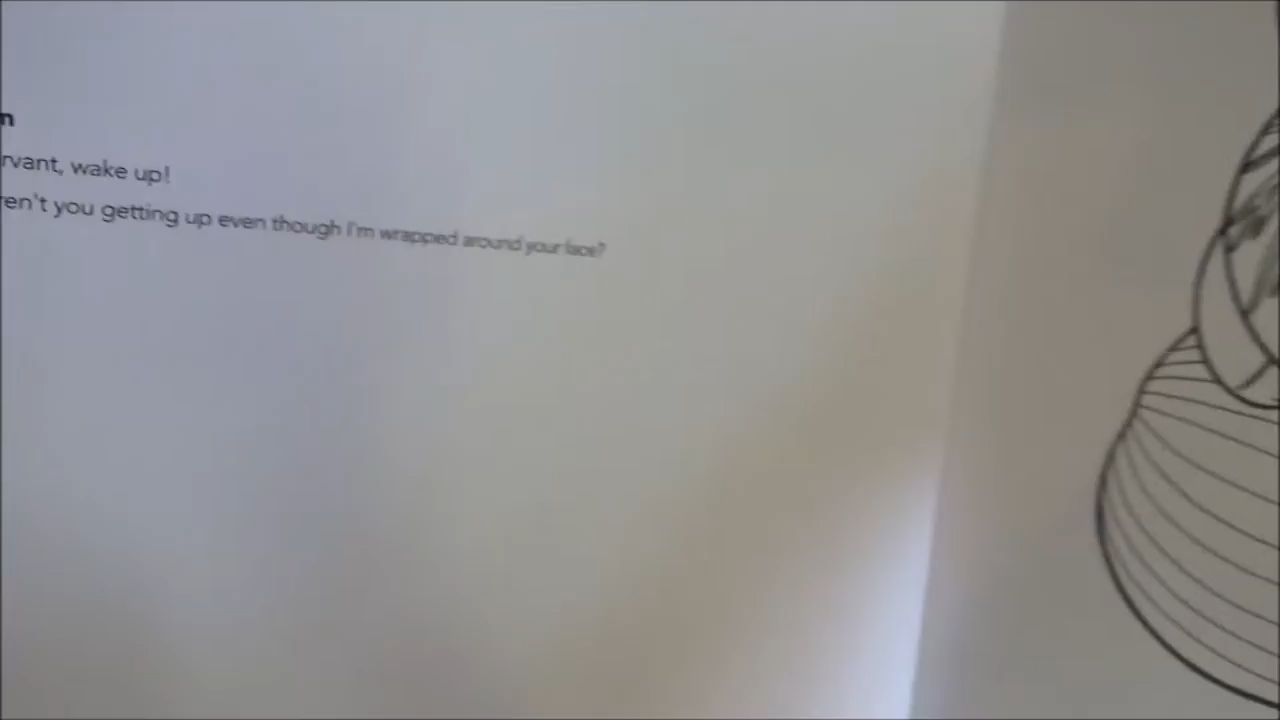 n
rvant, wake up!
ren't you getting up even though I'm wrapped around your face?